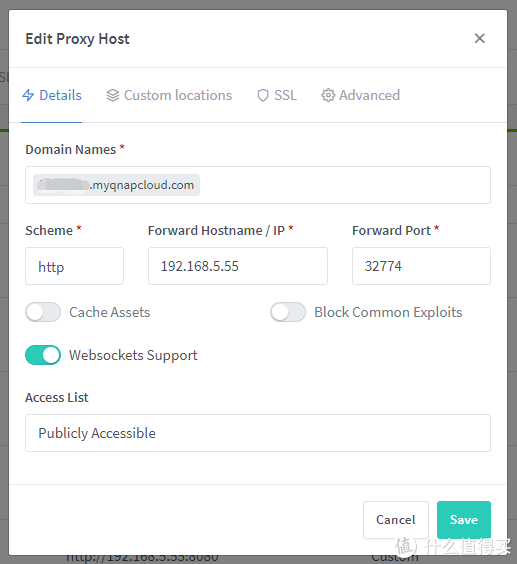 Edit Proxy Host
Details Custom locations SSL Advanced
Domain Names *
.myqnapcloud.com
Scheme * Forward Hostname / IP * Forward Port *
http 192.168.5.55 32774
Cache Assets Block Common Exploits
Websockets Support
Access List
Publicly Accessible
Cancel Save
http://192.168.5.55:8080 Custom
值 什么值得买